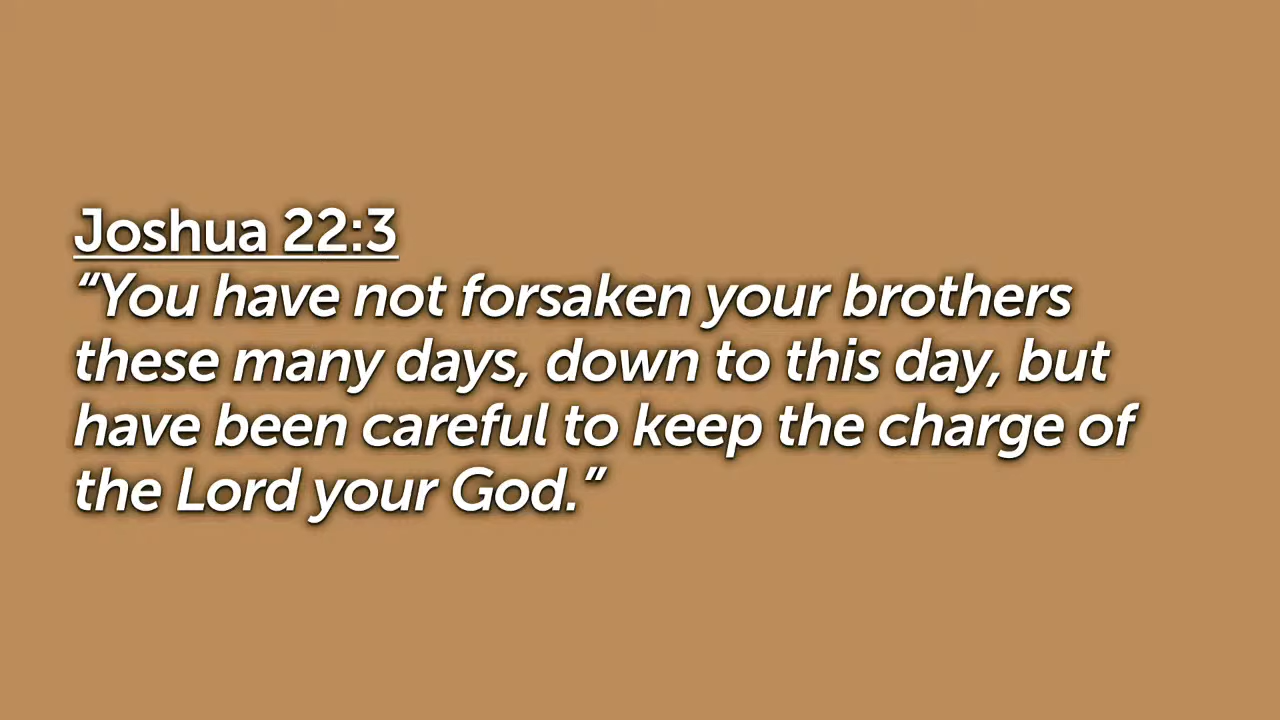 Joshua 22:3
“You have not forsaken your brothers
these many days, down to this day, but
have been careful to keep the charge of
the Lord your God.”